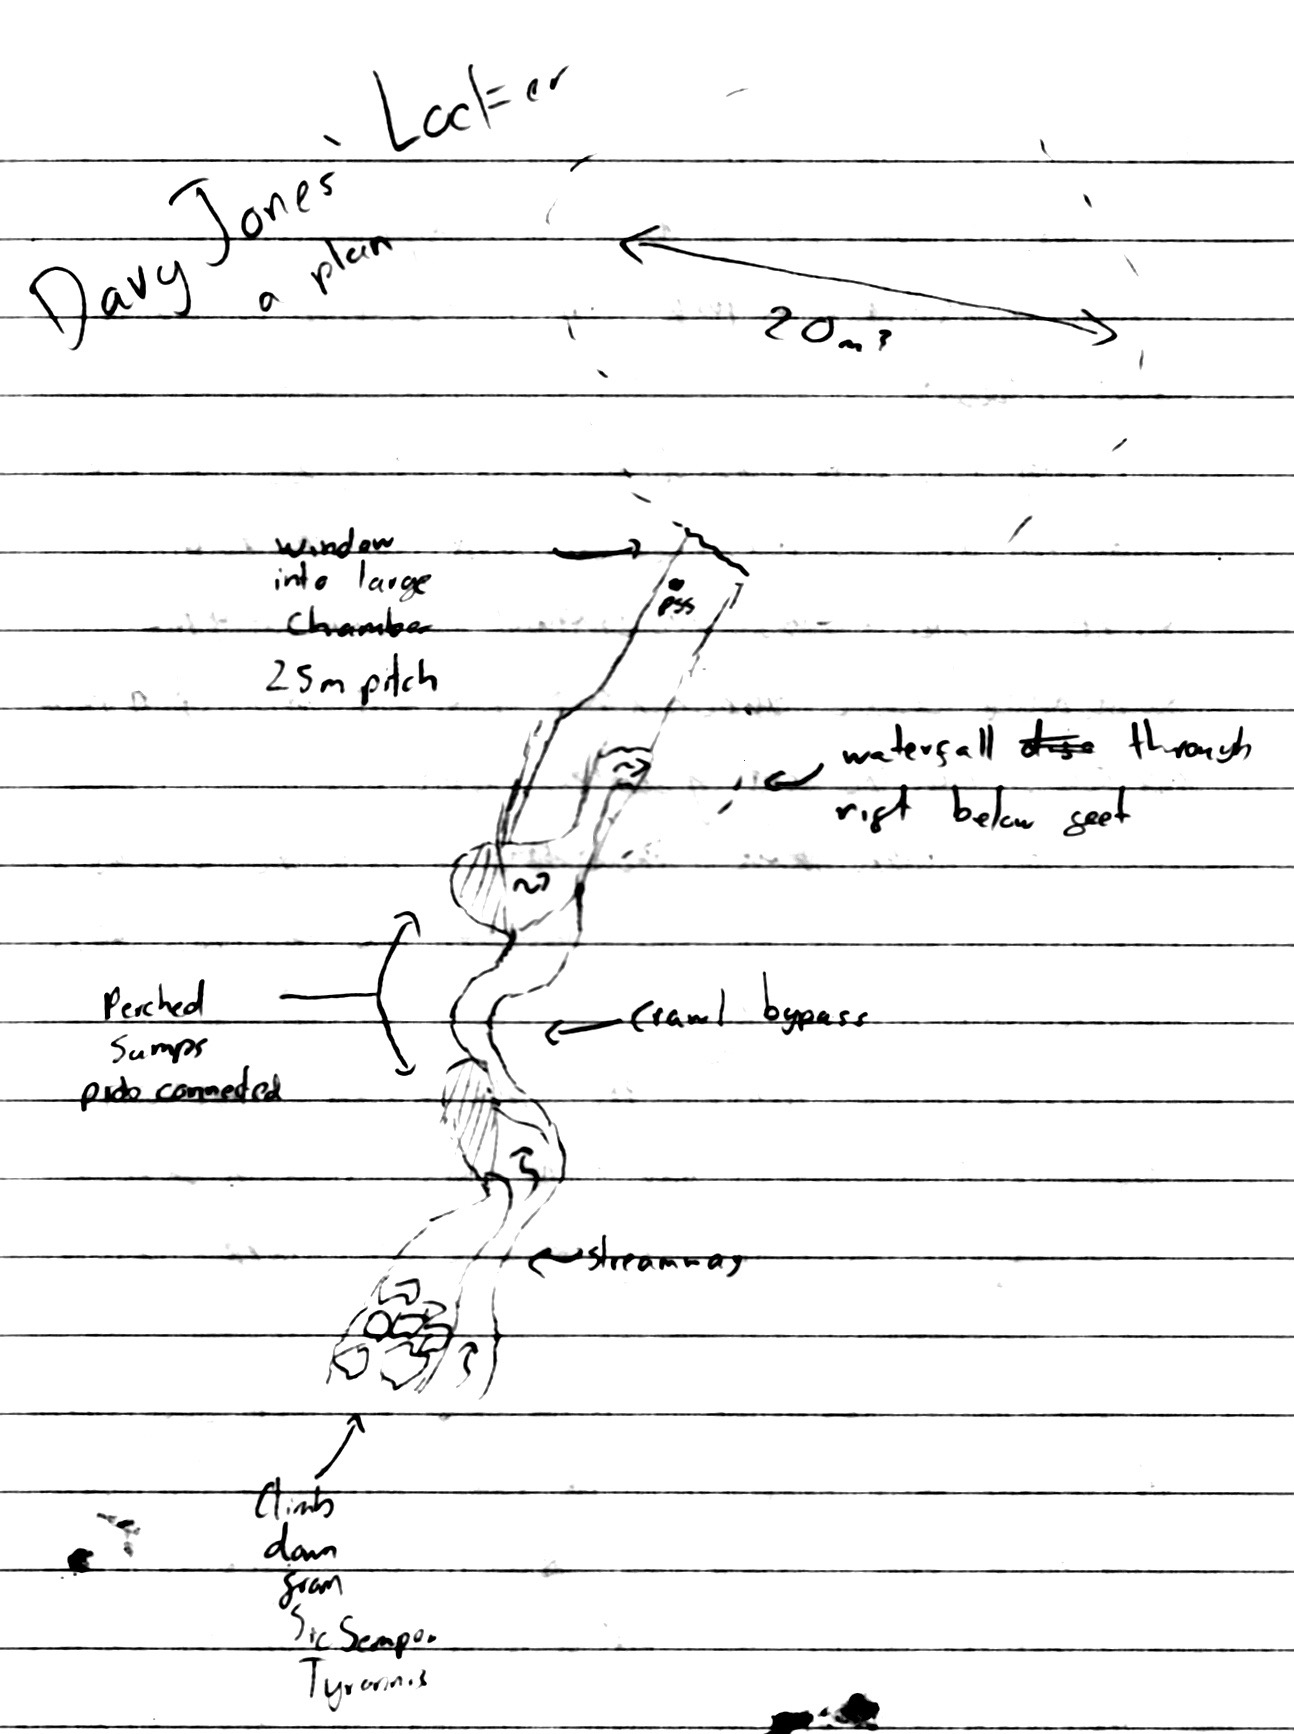 Davy Jones' Locker
a plan
20m?
window
into large
Chamber
25m pitch
pss
waterfall through
right below feet
Perched
Sumps
prob connected
Crawl bypass
streamway
Climb
down
from
Sic Semper
Tyrannis